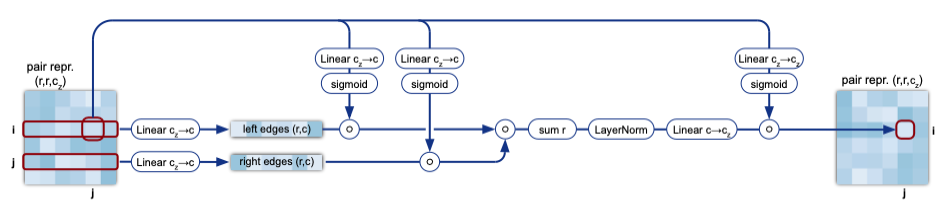 Linear c_z→c
Linear c_z→c
Linear c_z→c_z
pair repr.
(r,r,c_z)
sigmoid
sigmoid
sigmoid
pair repr. (r,r,c_z)
i
Linear c_z→c
left edges (r,c)
sum r
LayerNorm
Linear c→c_z
i
j
Linear c_z→c
right edges (r,c)
j
j